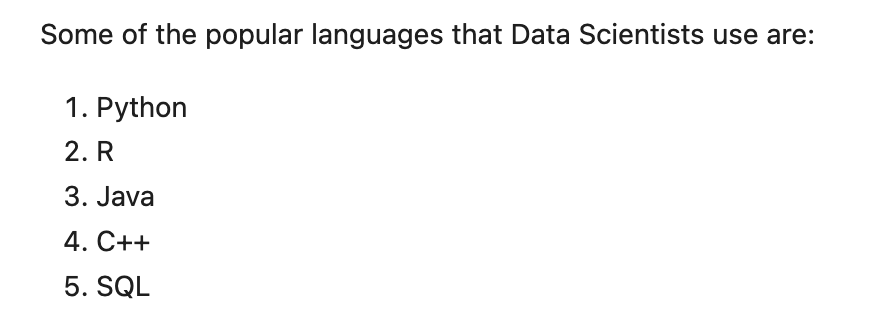 Some of the popular languages that Data Scientists use are:
1. Python
2. R
3. Java
4. C++
5. SQL